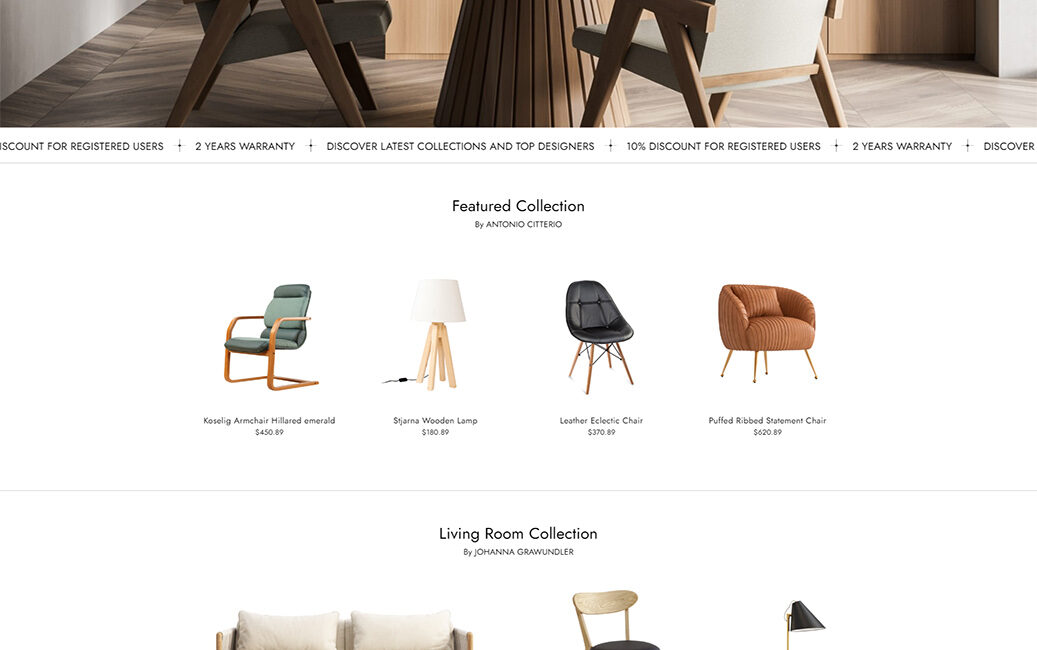 ISCOUNT FOR REGISTERED USERS 2 YEARS WARRANTY DISCOVER LATEST COLLECTIONS AND TOP DESIGNERS 10% DISCOUNT FOR REGISTERED USERS 2 YEARS WARRANTY DISCOVER
Featured Collection
By ANTONIO CITTERIO
Koselig Armchair Hillared emerald
$450.89
Stjarna Wooden Lamp
$180.89
Leather Eclectic Chair
$370.89
Puffed Ribbed Statement Chair
$620.89
Living Room Collection
By JOHANNA GRAWUNDLER